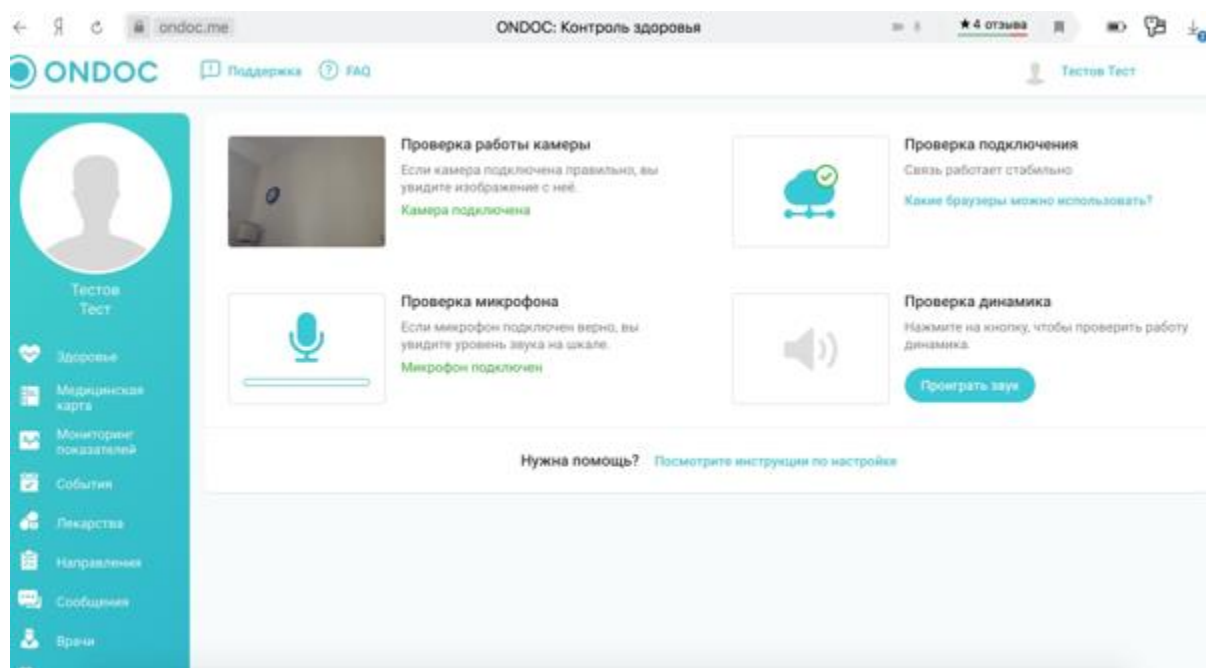 Я
ondoc.me
ONDOC: Контроль здоровья
★ 4 отзыва
ONDOC
Поддержка
FAQ
Тестов Тест
Проверка работы камеры
Если камера подключена правильно, вы
увидите изображение с неё.
Камера подключена
Проверка подключения
Связь работает стабильно
Какие браузеры можно использовать?
Тестов
Тест
Проверка микрофона
Если микрофон подключен верно, вы
увидите уровень звука на шкале.
Микрофон подключен
Проверка динамика
Нажмите на кнопку, чтобы проверить работу
динамика.
Проиграть звук
Здоровье
Медицинская
карта
Мониторинг
показателей
События
Лекарства
Направления
Сообщения
Врачи
Нужна помощь? Посмотрите инструкции по настройке